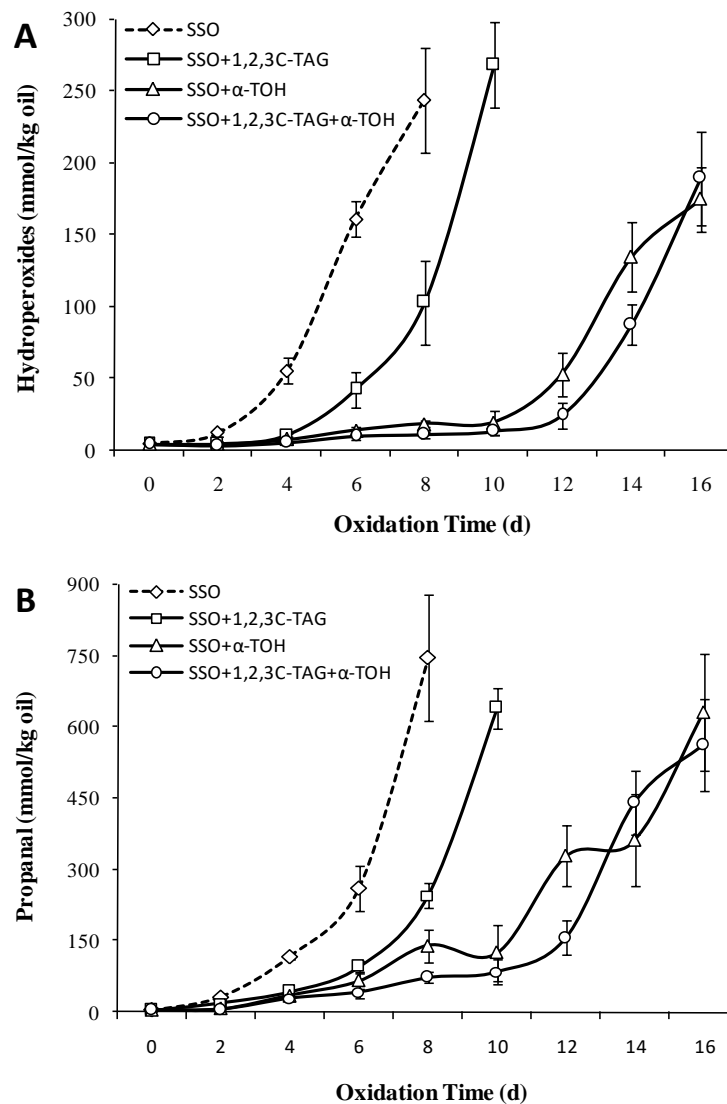 A
SSO
SSO+1,2,3C-TAG
SSO+α-TOH
SSO+1,2,3C-TAG+α-TOH
Hydroperoxides (mmol/kg oil)
300
250
200
150
100
50
0
0 2 4 6 8 10 12 14 16
Oxidation Time (d)
B
SSO
SSO+1,2,3C-TAG
SSO+α-TOH
SSO+1,2,3C-TAG+α-TOH
Propanal (mmol/kg oil)
900
750
600
450
300
150
0
0 2 4 6 8 10 12 14 16
Oxidation Time (d)